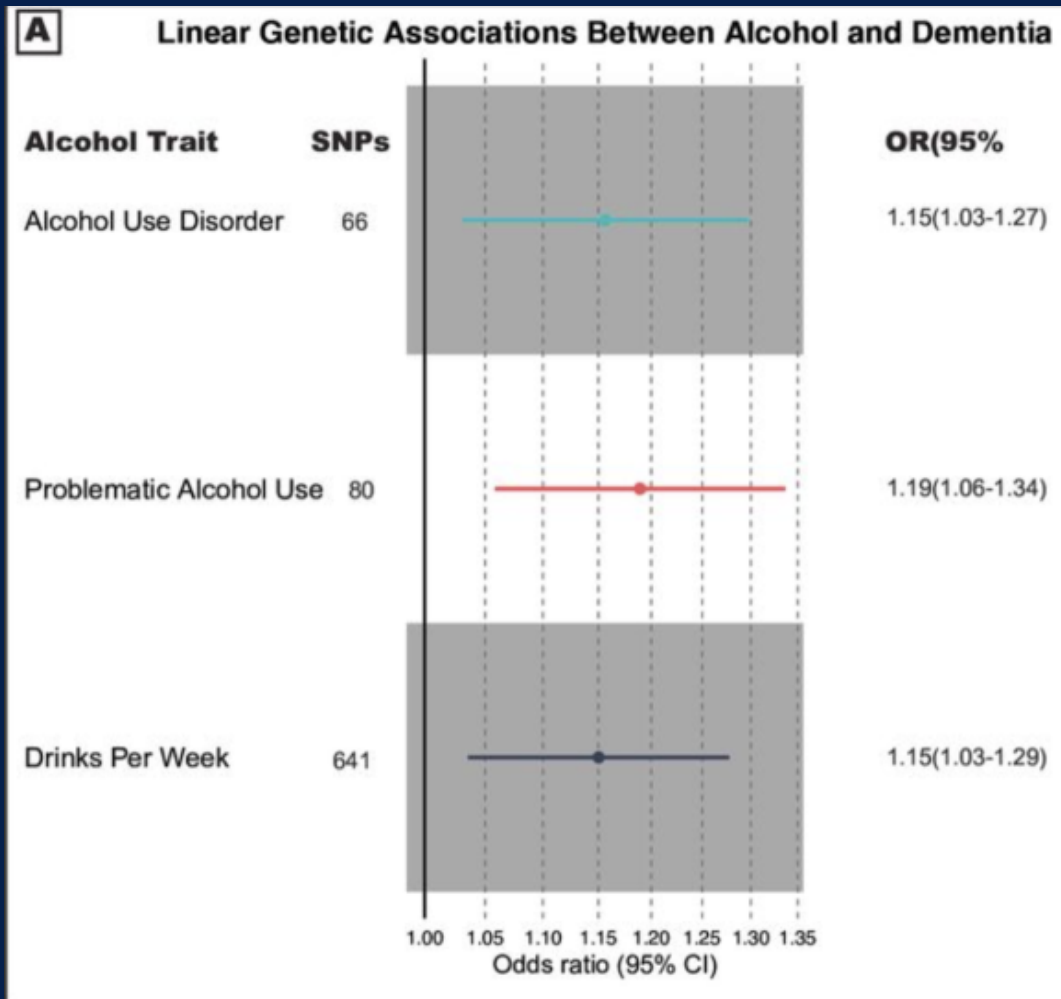 A Linear Genetic Associations Between Alcohol and Dementia
Alcohol Trait SNPs OR(95%
Alcohol Use Disorder 66 1.15(1.03-1.27)
Problematic Alcohol Use 80 1.19(1.06-1.34)
Drinks Per Week 641 1.15(1.03-1.29)
1.00 1.05 1.10 1.15 1.20 1.25 1.30 1.35
Odds ratio (95% CI)